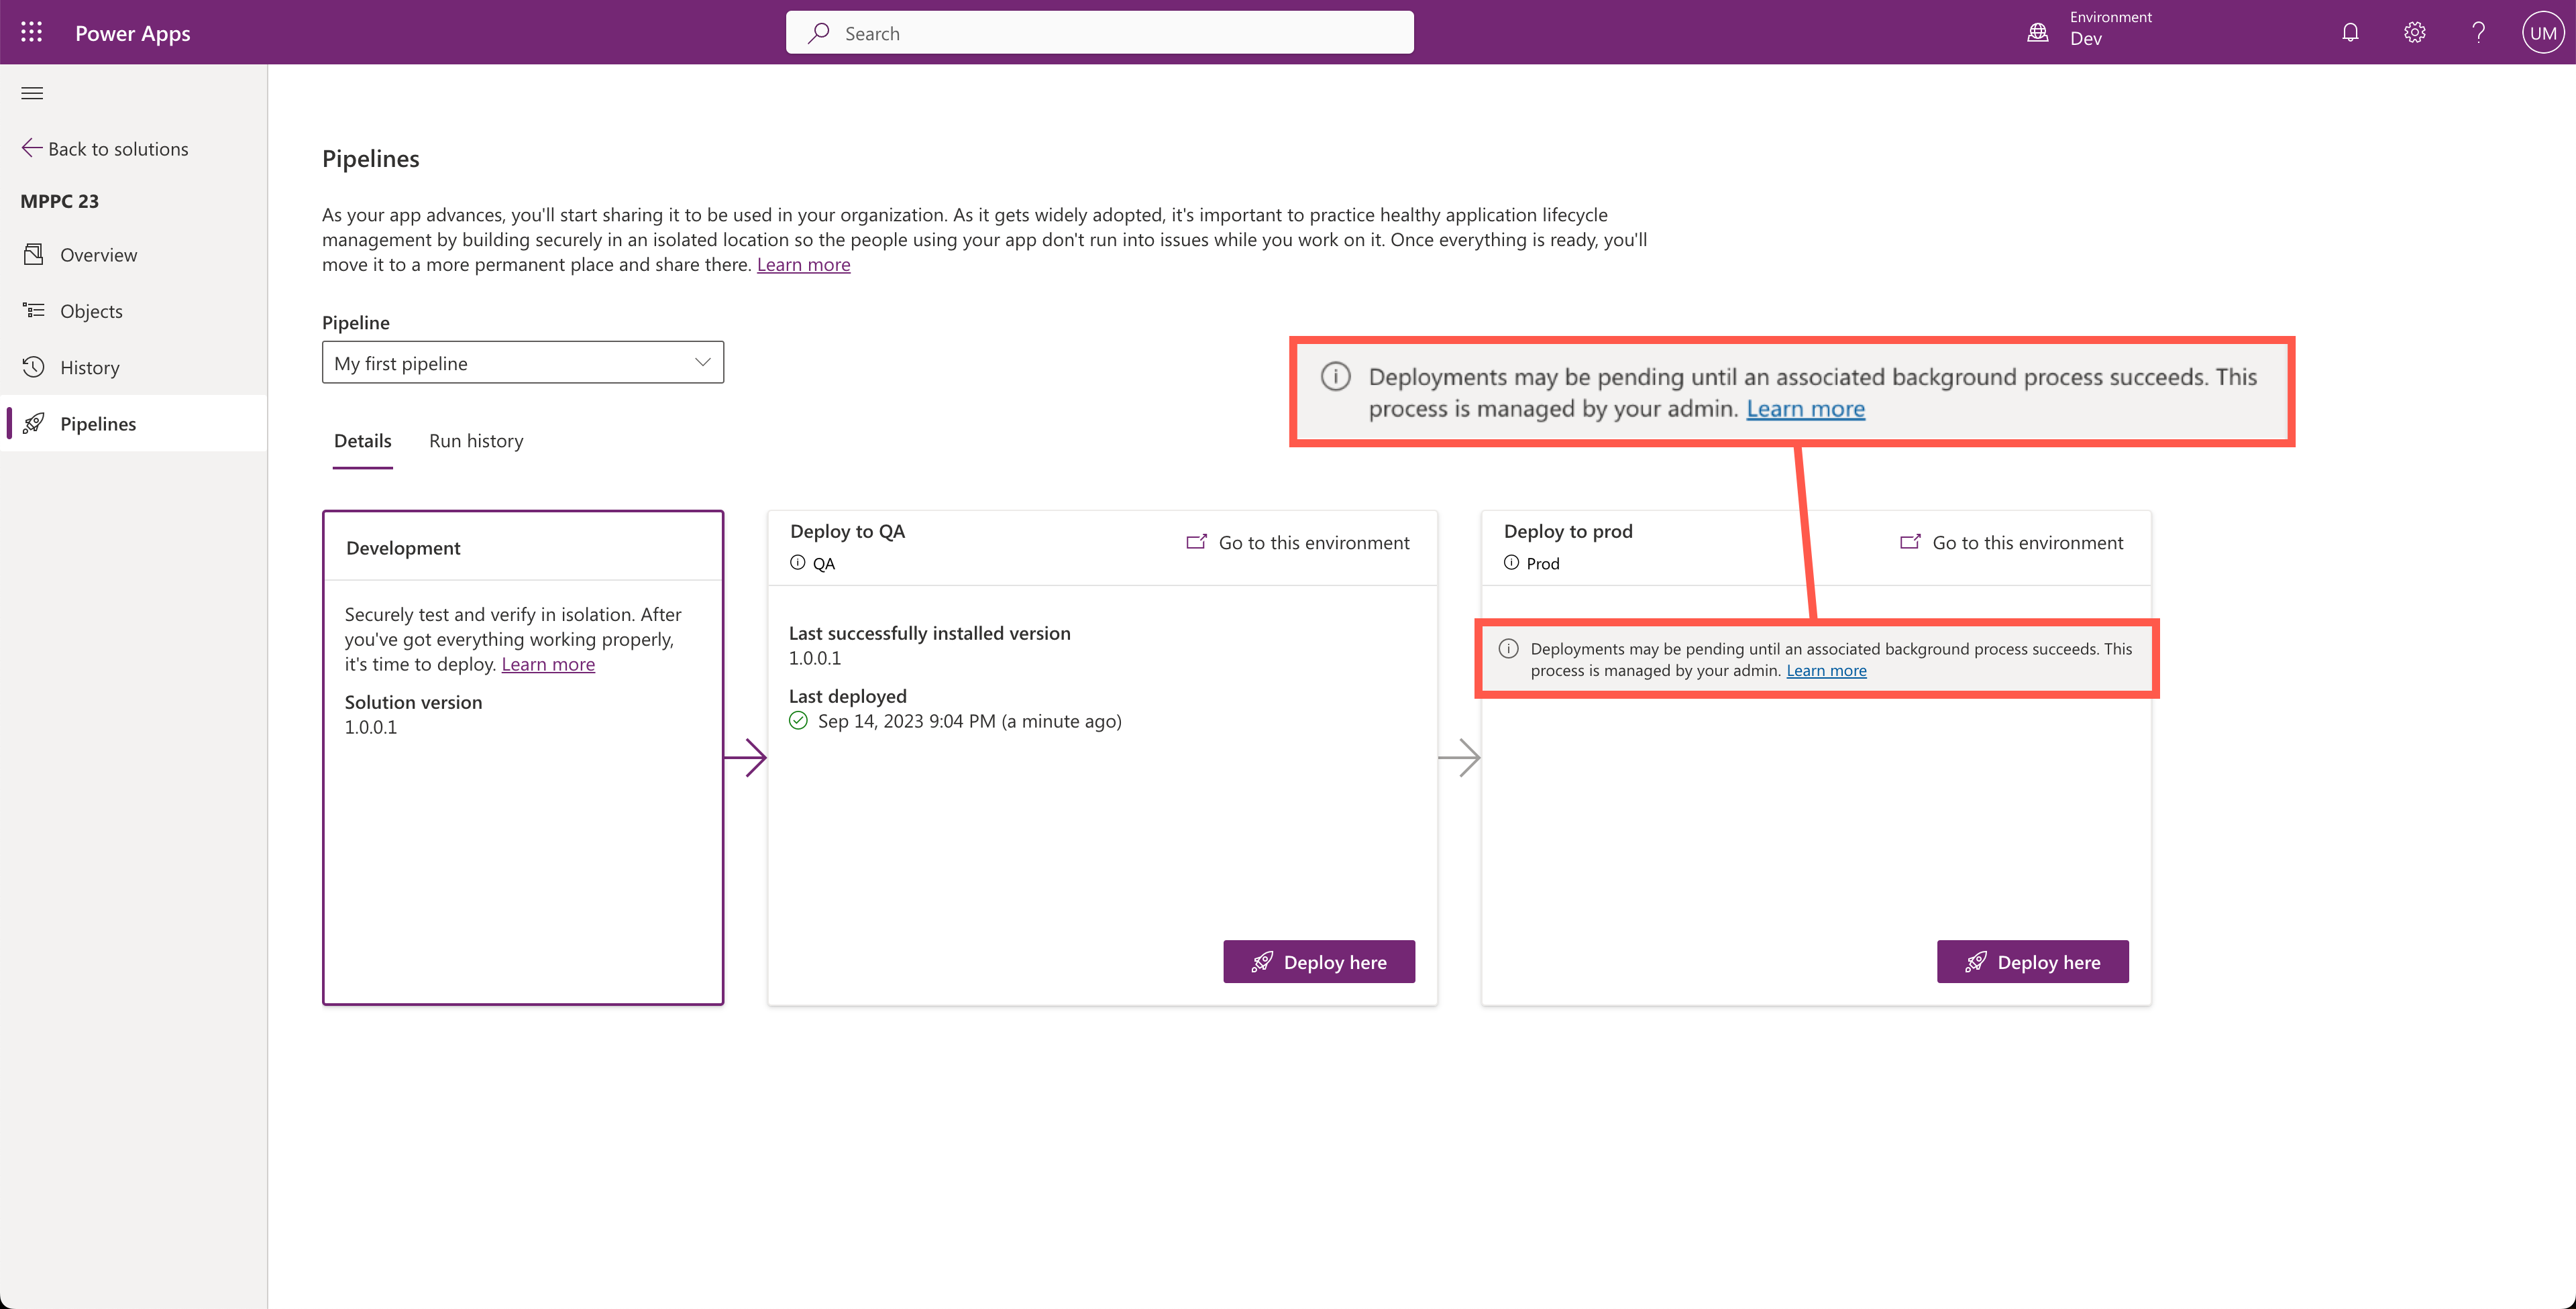 Power Apps
Search
Environment
Dev
UM
Back to solutions
MPPC 23
Overview
Objects
History
Pipelines
Pipelines
As your app advances, you'll start sharing it to be used in your organization. As it gets widely adopted, it's important to practice healthy application lifecycle
management by building securely in an isolated location so the people using your app don't run into issues while you work on it. Once everything is ready, you'll
move it to a more permanent place and share there. Learn more
Pipeline
My first pipeline
Deployments may be pending until an associated background process succeeds. This
process is managed by your admin. Learn more
Details
Run history
Development
Securely test and verify in isolation. After
you've got everything working properly,
it's time to deploy. Learn more
Solution version
1.0.0.1
Deploy to QA
QA
Go to this environment
Last successfully installed version
1.0.0.1
Last deployed
Sep 14, 2023 9:04 PM (a minute ago)
Deploy here
Deploy to prod
Prod
Go to this environment
Deployments may be pending until an associated background process succeeds. This
process is managed by your admin. Learn more
Deploy here